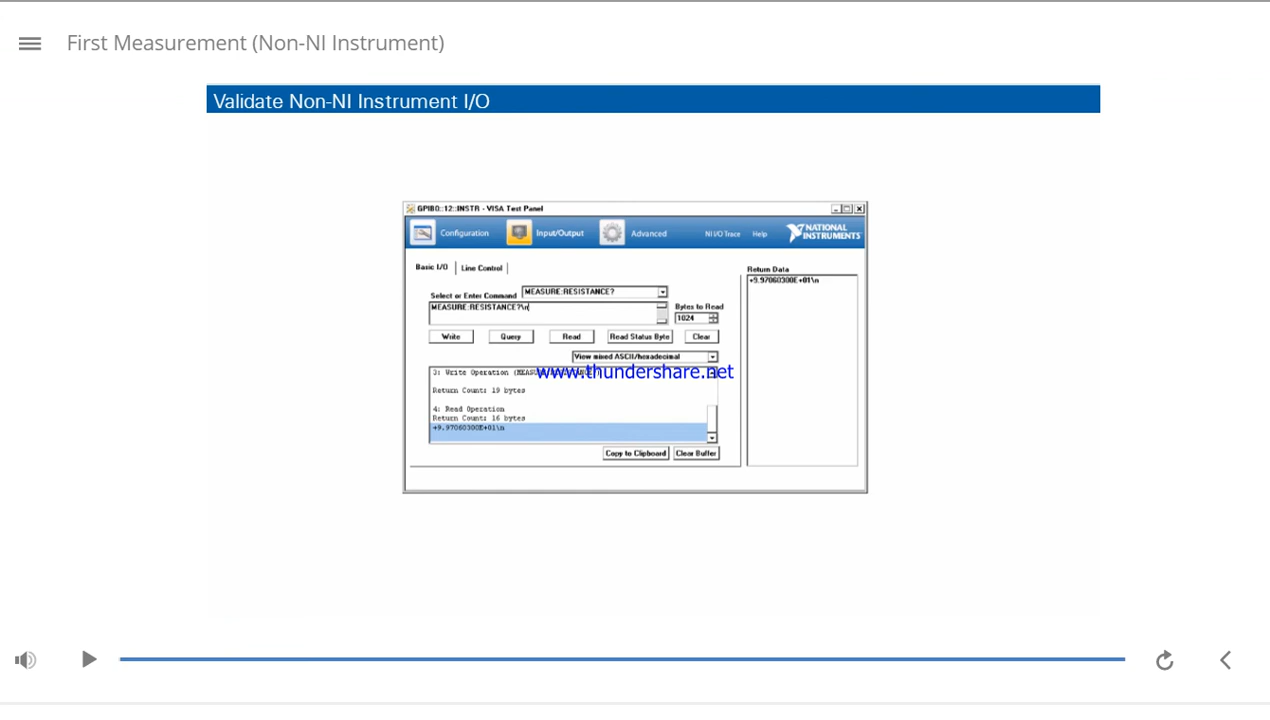 First Measurement (Non-NI Instrument)
Validate Non-NI Instrument I/O
GPIB0::12::INSTR - VISA Test Panel
Configuration
Input/Output
Advanced
NI I/O Trace
Help
NATIONAL
INSTRUMENTS
Basic I/O
Line Control
Select or Enter Command
MEASURE:RESISTANCE?
MEASURE:RESISTANCE?\n
Bytes to Read
1024
Write
Query
Read
Read Status Byte
Clear
View mixed ASCII/hexadecimal
www.thundershare.net
3: Write Operation
Return Count: 19 bytes
4: Read Operation
Return Count: 16 bytes
+9.97060300E+01\n
Copy to Clipboard
Clear Buffer
Return Data
+9.97060300E+01\n